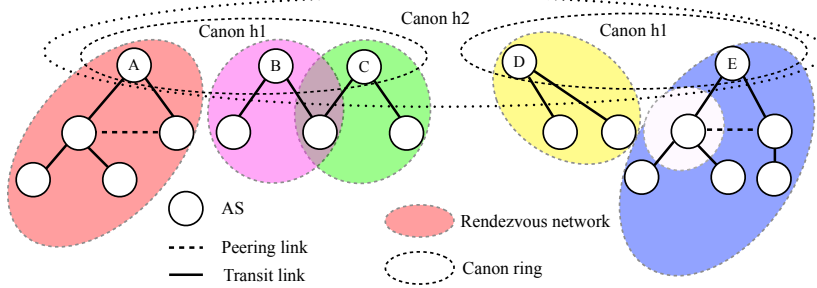 Canon h2
Canon h1
Canon h1
A
B
C
D
E
AS
Peering link
Transit link
Rendezvous network
Canon ring